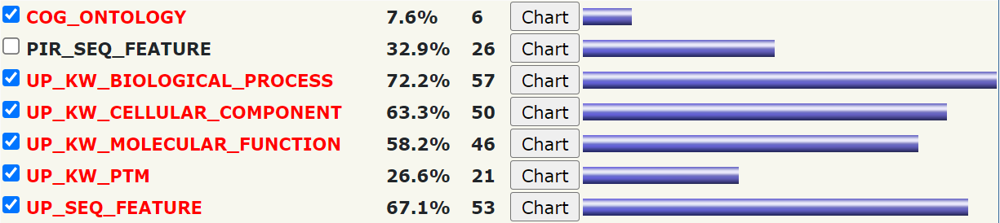 COG_ONTOLOGY 7.6% 6 Chart
PIR_SEQ_FEATURE 32.9% 26 Chart
UP_KW_BIOLOGICAL_PROCESS 72.2% 57 Chart
UP_KW_CELLULAR_COMPONENT 63.3% 50 Chart
UP_KW_MOLECULAR_FUNCTION 58.2% 46 Chart
UP_KW_PTM 26.6% 21 Chart
UP_SEQ_FEATURE 67.1% 53 Chart